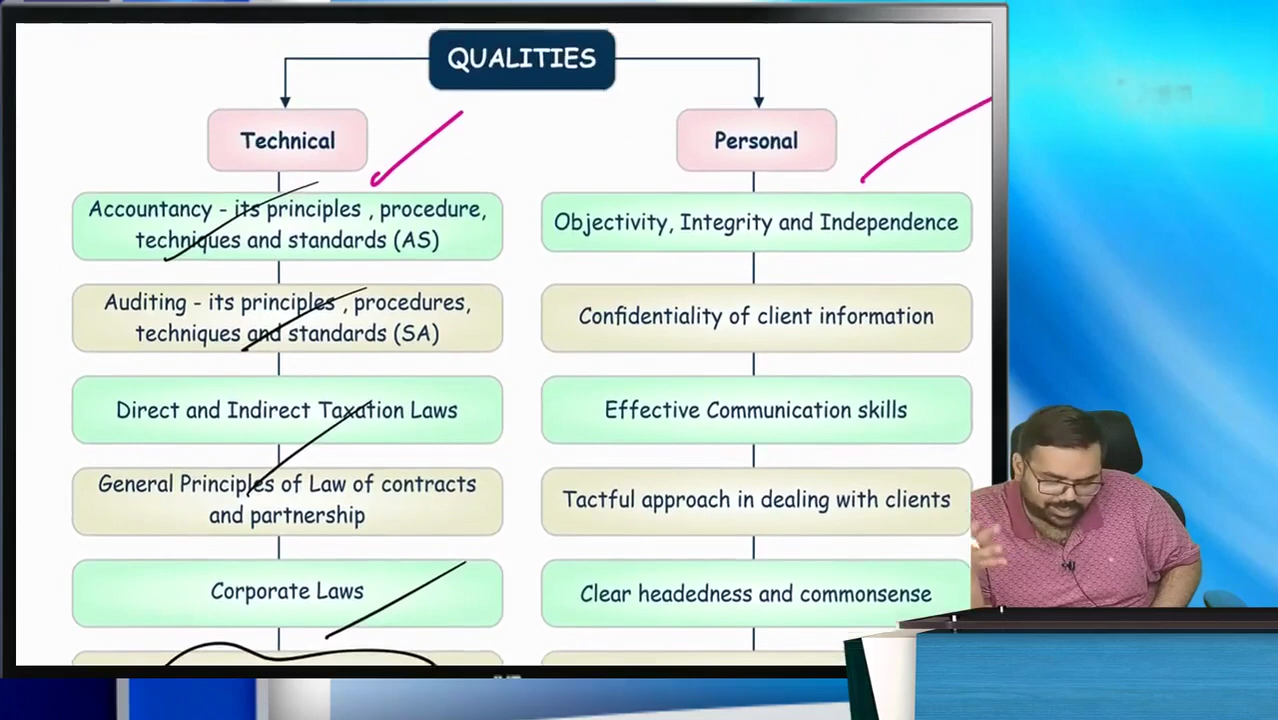 QUALITIES
Technical
Accountancy - its principles , procedure,
techniques and standards (AS)
Auditing - its principles , procedures,
techniques and standards (SA)
Direct and Indirect Taxation Laws
General Principles of Law of contracts
and partnership
Corporate Laws
Personal
Objectivity, Integrity and Independence
Confidentiality of client information
Effective Communication skills
Tactful approach in dealing with clients
Clear headedness and commonsense